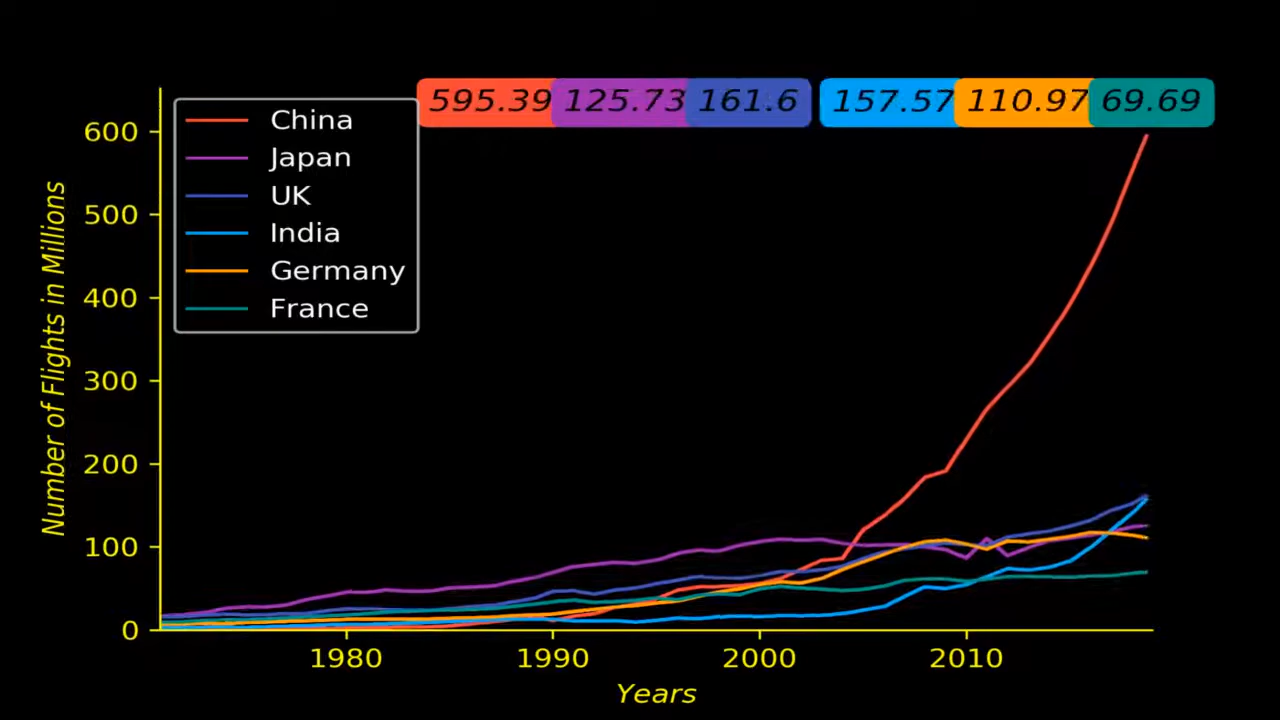 595.39 125.73 161.6 157.57 110.97 69.69
China
Japan
UK
India
Germany
France
600
500
400
300
200
100
0
Number of Flights in Millions
1980 1990 2000 2010
Years